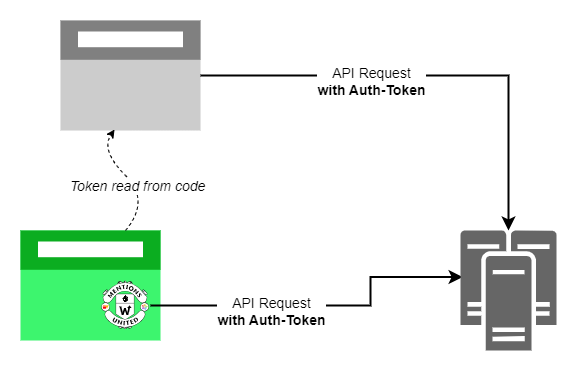 API Request
with Auth-Token
Token read from code
MENTIONS
W
UNITED
API Request
with Auth-Token